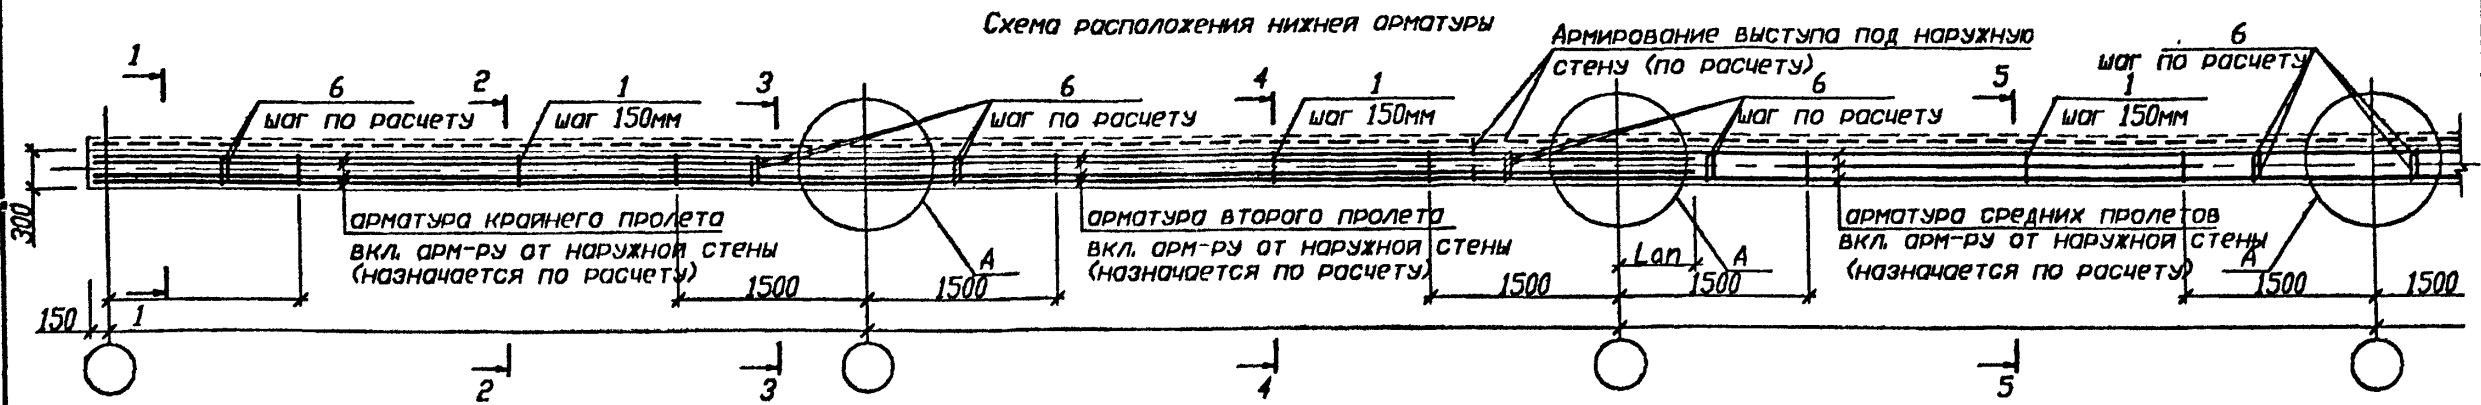 Схема расположения нижней арматуры
Армирование выступа под наружную
стену (по расчету)
6
шаг по расчету
1
2
3
4
5
6
шаг по расчету
1
шаг 150мм
6
шаг по расчету
1
шаг 150мм
6
шаг по расчету
1
шаг 150мм
300
арматура крайнего пролета
вкл. арм-ру от наружной стены
(назначается по расчету)
А
арматура второго пролета
вкл. арм-ру от наружной стены
(назначается по расчету)
Lап
А
арматура средних пролетов
вкл. арм-ру от наружной стены
(назначается по расчету)
А
1500
1500
1500
1500
1500
1500
150
1
2
3
4
5